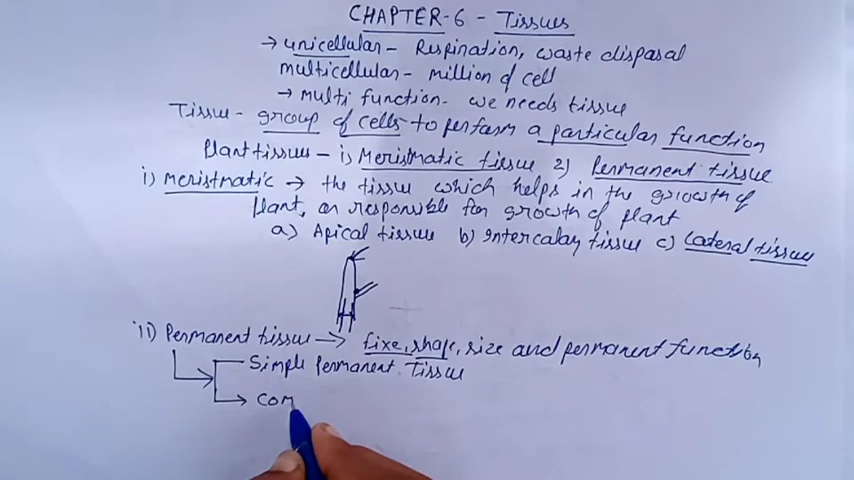 CHAPTER-6 - Tissues
→ unicellular - Respiration, waste disposal
multicellular - million of cell
→ multi function - we needs tissue
Tissue - group of cells to perform a particular function
Plant tissues - 1) Meristmatic tissue 2) Permanent tissue
i) Meristmatic → the tissue which helps in the growth of
Plant, or responsible for growth of plant
a) Apical tissue b) Intercalay tissue c) Lateral tissue
ii) Permanent tissue → fixe, shape, size and permanent function
Simple Permanent Tissue
→ COM